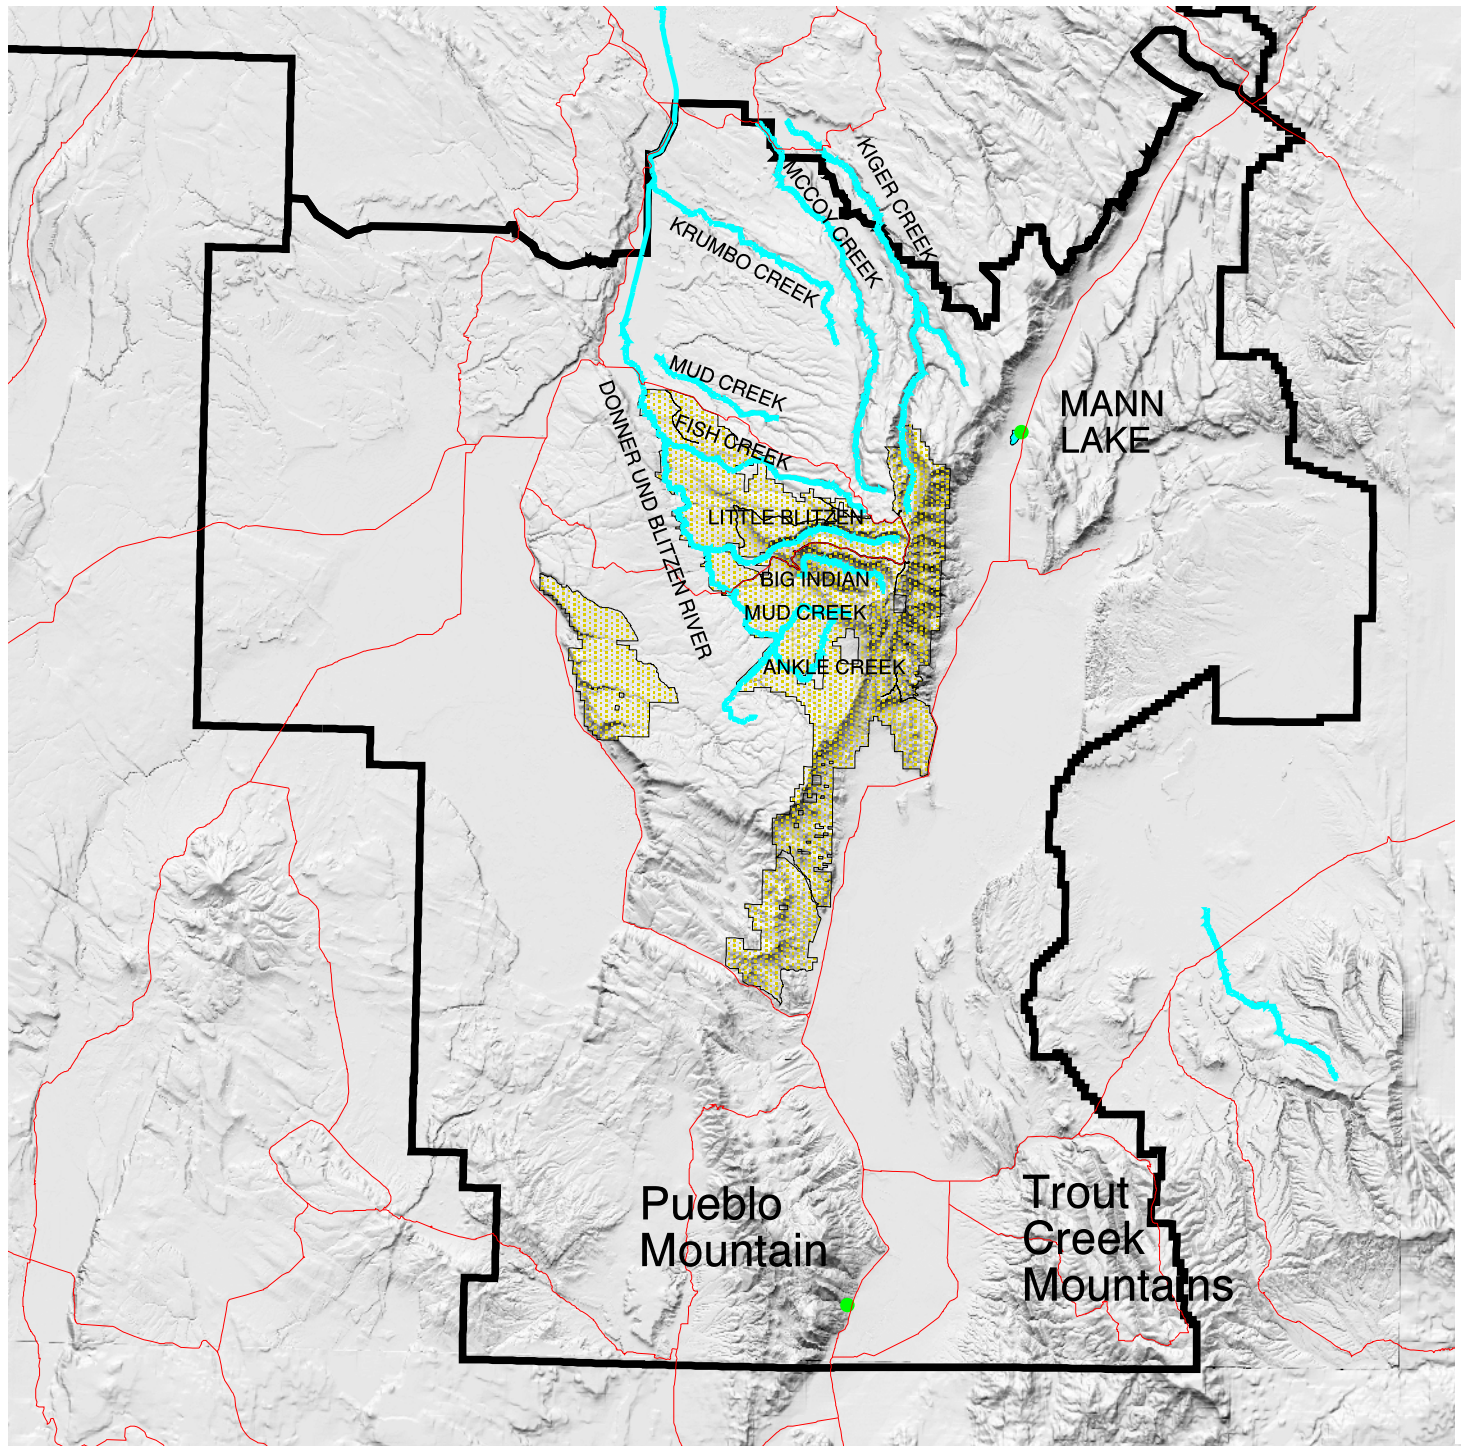 KIGER CREEK
MCCOY CREEK
KRUMBO CREEK
MUD CREEK
MANN
LAKE
FISH CREEK
DONNER UND BLITZEN RIVER
LITTLE BLITZEN
BIG INDIAN
MUD CREEK
ANKLE CREEK
Pueblo
Mountain
Trout
Creek
Mountains